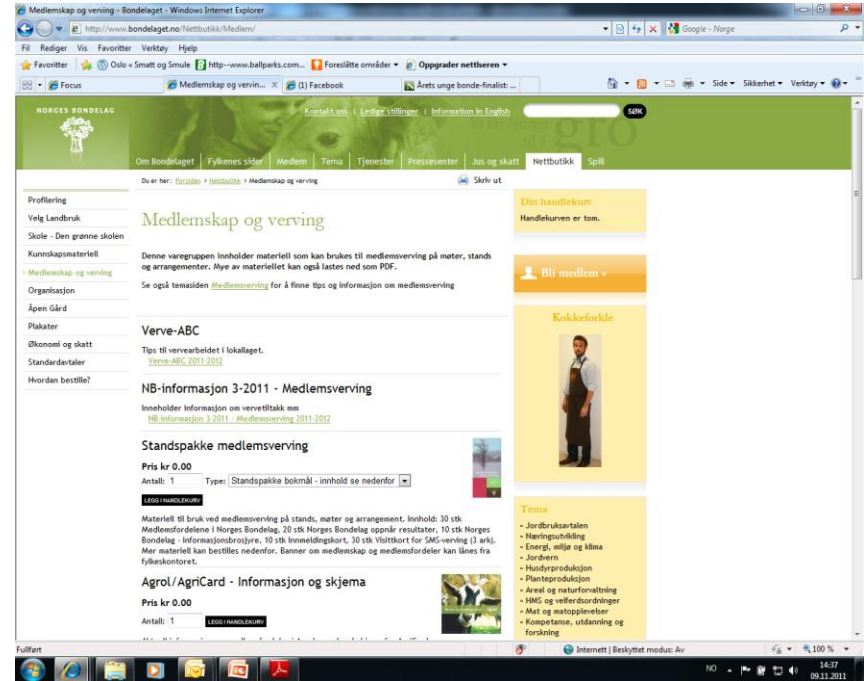 Medlemskap og verving - Bondelaget - Windows Internet Explorer
http://www.bondelaget.no/Nettbutikk/Medlem/
Google - Norge
Fil Rediger Vis Favoritter Verktøy Hjelp
Favoritter Oslo « Smatt og Smule http--www.ballparks.com... Foreslåtte områder Oppgrader nettleseren
Focus Medlemskap og vervin... (1) Facebook Årets unge bonde-finalist: ... Side Sikkerhet Verktøy
NORGES BONDELAG
Kontakt oss | Ledige stillinger | Information in English SØK
gro
Om Bondelaget Fylkenes sider Medlem Tema Tjenester Pressesenter Jus og skatt Nettbutikk Spill
Du er her: Forsiden > Nettbutikk > Medlemskap og verving Skriv ut
Profilering
Velg Landbruk
Skole - Den grønne skolen
Kunnskapsmateriell
Medlemskap og verving
Organisasjon
Åpen Gård
Plakater
Økonomi og skatt
Standardavtaler
Hvordan bestille?
Medlemskap og verving
Denne varegruppen innholder materiell som kan brukes til medlemsverving på møter, stands
og arrangementer. Mye av materiellet kan også lastes ned som PDF.
Se også temasiden Medlemsverving for å finne tips og informasjon om medlemsverving
Verve-ABC
Tips til vervearbeidet i lokallaget.
Verve-ABC 2011-2012
NB-informasjon 3-2011 - Medlemsverving
Inneholder informasjon om vervetiltakk mm
NB-informasjon 3-2011 - Medlemsverving 2011-2012
Standspakke medlemsverving
Pris kr 0.00
Antall: 1 Type: Standspakke bokmål - innhold se nedenfor
LEGG I HANDLEKURV
Materiell til bruk ved medlemsverving på stands, møter og arrangement. Innhold: 30 stk
Medlemsfordelene i Norges Bondelag, 20 stk Norges Bondelag oppnår resultater, 10 stk Norges
Bondelag - Informasjonsbrosjyre, 10 stk Innmeldingskort, 30 stk Visittkort for SMS-verving (3 ark).
Mer materiell kan bestilles nedenfor. Banner om medlemskap og medlemsfordeler kan lånes fra
fylkeskontoret.
Agrol/AgriCard - Informasjon og skjema
Pris kr 0.00
Antall: 1 LEGG I HANDLEKURV
Din handlekurv
Handlekurven er tom.
Bli medlem »
Kokkeforkle
Tema
- Jordbruksavtalen
- Næringsutvikling
- Energi, miljø og klima
- Jordvern
- Husdyrproduksjon
- Planteproduksjon
- Areal og naturforvaltning
- HMS og velferdsordninger
- Mat og matopplevelser
- Kompetanse, utdanning og
forskning
Fullført Internett | Beskyttet modus: Av 100 %
NO 14:37
09.11.2011